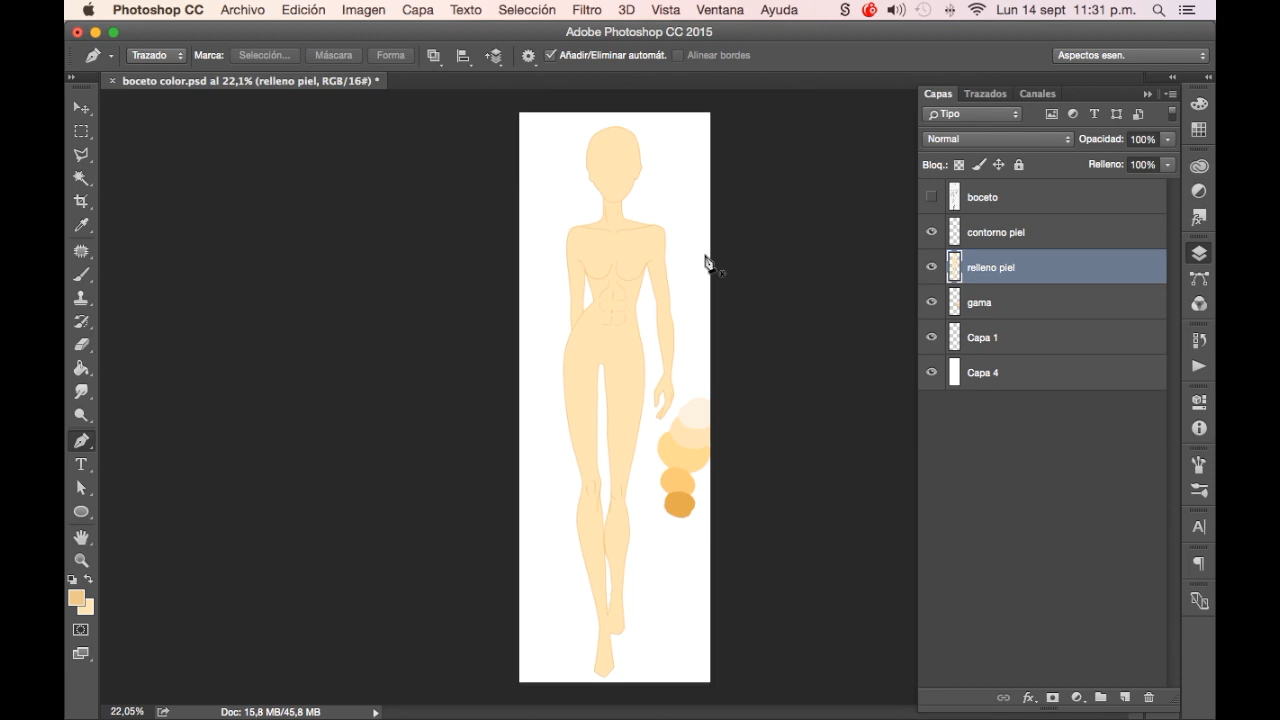 Photoshop CC Archivo Edición Imagen Capa Texto Selección Filtro 3D Vista Ventana Ayuda Lun 14 sept 11:31 p.m.
Adobe Photoshop CC 2015
Trazado Marca: Selección... Máscara Forma Añadir/Eliminar automát. Alinear bordes Aspectos esen.
× boceto color.psd al 22,1% (relleno piel, RGB/16#) *
Capas Trazados Canales
Tipo
Normal Opacidad: 100%
Bloq.: Relleno: 100%
boceto
contorno piel
relleno piel
gama
Capa 1
Capa 4
22,05% Doc: 15,8 MB/45,8 MB